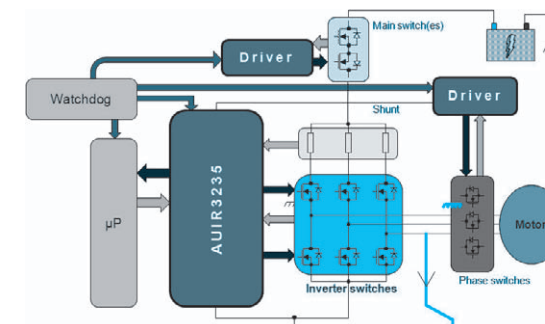 Main switch(es)
Driver
Watchdog
Driver
Shunt
µP
AUIR3235
Motor
Inverter switches
Phase switches